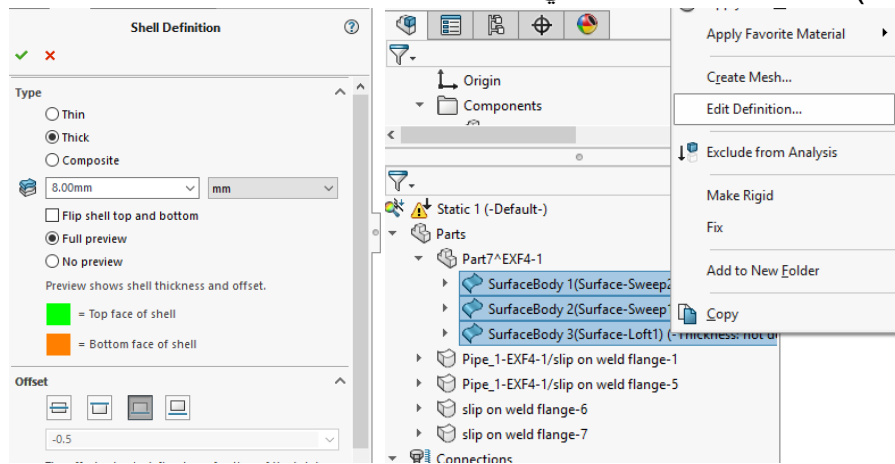 Shell Definition
Type
Thin
Thick
Composite
8.00mm
mm
Flip shell top and bottom
Full preview
No preview
Preview shows shell thickness and offset.
= Top face of shell
= Bottom face of shell
Offset
-0.5
Origin
Components
Static 1 (-Default-)
Parts
Part7^EXF4-1
SurfaceBody 1(Surface-Sweep2
SurfaceBody 2(Surface-Sweep1
SurfaceBody 3(Surface-Loft1) (-Thickness: not d
Pipe_1-EXF4-1/slip on weld flange-1
Pipe_1-EXF4-1/slip on weld flange-5
slip on weld flange-6
slip on weld flange-7
Connections
Apply Favorite Material
Create Mesh...
Edit Definition...
Exclude from Analysis
Make Rigid
Fix
Add to New Folder
Copy